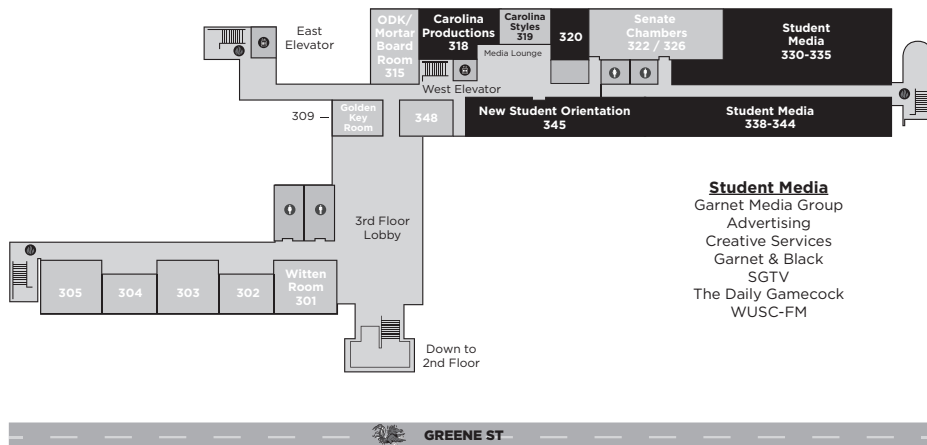 East
Elevator
ODK/
Mortar
Board
Room
315
Carolina
Productions
318
Carolina
Styles
319
Media Lounge
320
Senate
Chambers
322 / 326
Student
Media
330-335
West Elevator
309
Golden
Key
Room
348
New Student Orientation
345
Student Media
338-344
3rd Floor
Lobby
305
304
303
302
Witten
Room
301
Down to
2nd Floor
Student Media
Garnet Media Group
Advertising
Creative Services
Garnet & Black
SGTV
The Daily Gamecock
WUSC-FM
GREENE ST